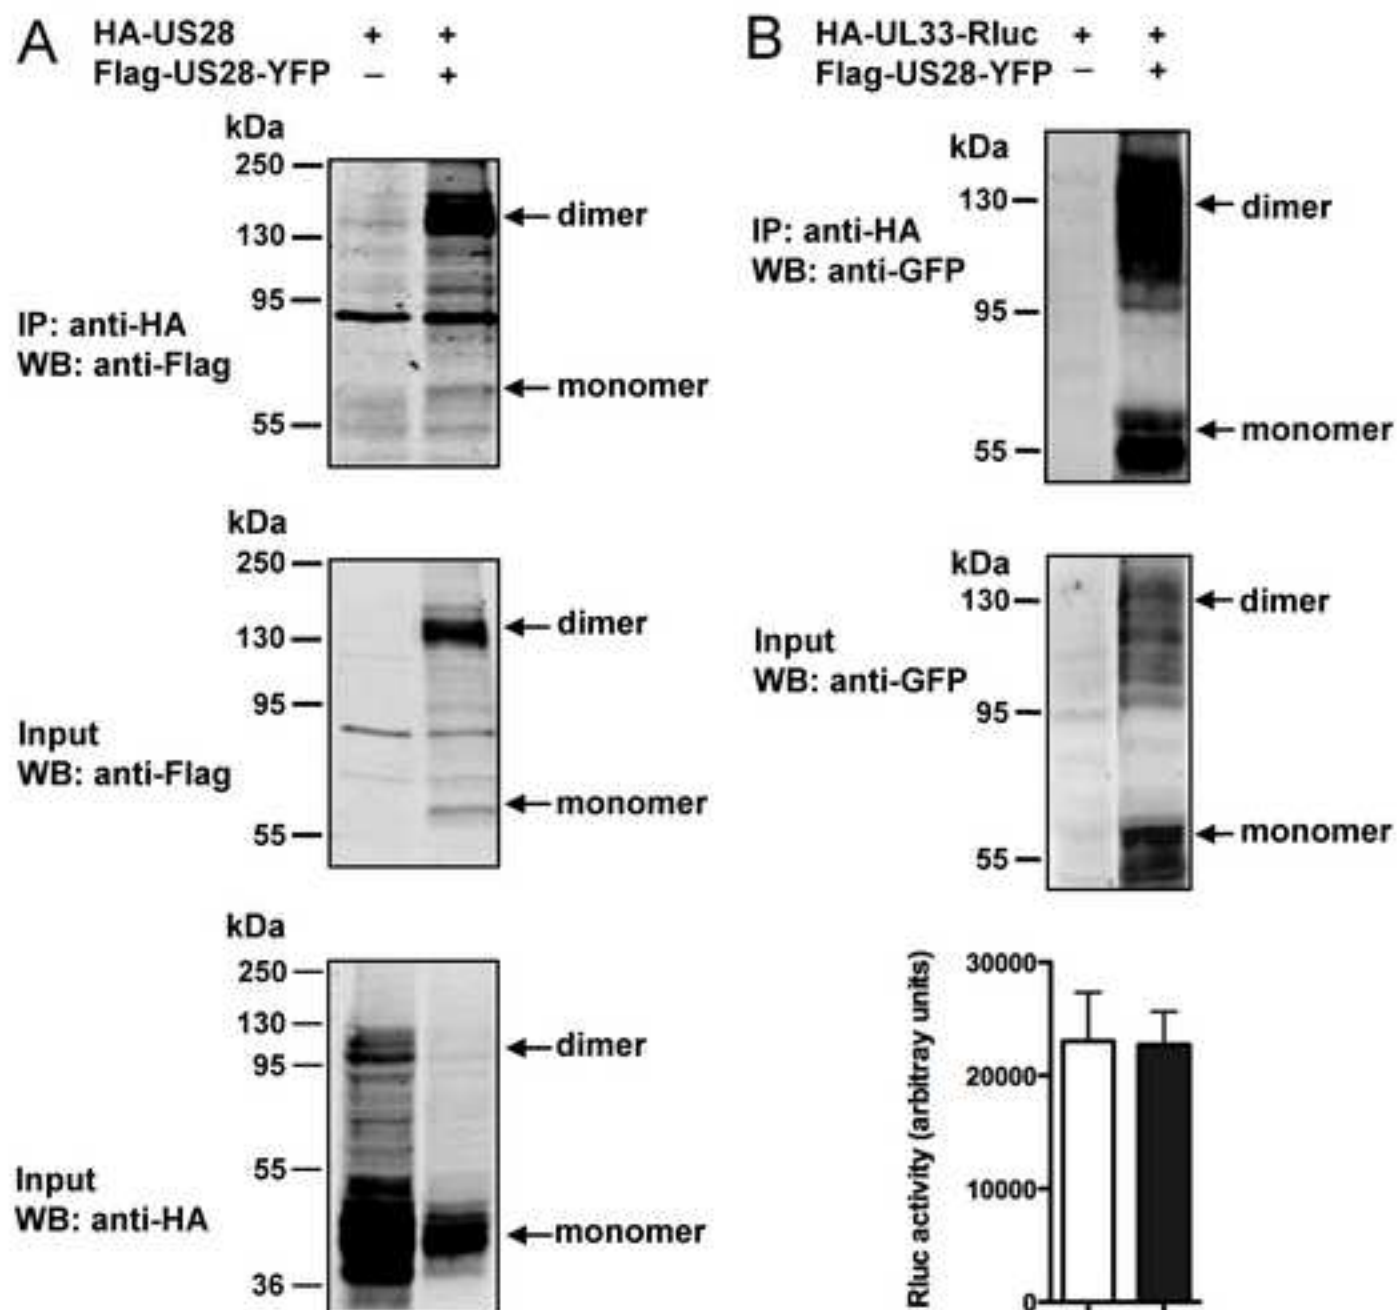 A
HA-US28 + +
Flag-US28-YFP – +
kDa
250
130
95
55
IP: anti-HA
WB: anti-Flag
dimer
monomer
kDa
250
130
95
55
Input
WB: anti-Flag
dimer
monomer
kDa
250
130
95
55
36
Input
WB: anti-HA
dimer
monomer
B
HA-UL33-Rluc + +
Flag-US28-YFP – +
kDa
130
95
55
IP: anti-HA
WB: anti-GFP
dimer
monomer
kDa
130
95
55
Input
WB: anti-GFP
dimer
monomer
Rluc activity (arbitray units)
30000
20000
10000
0